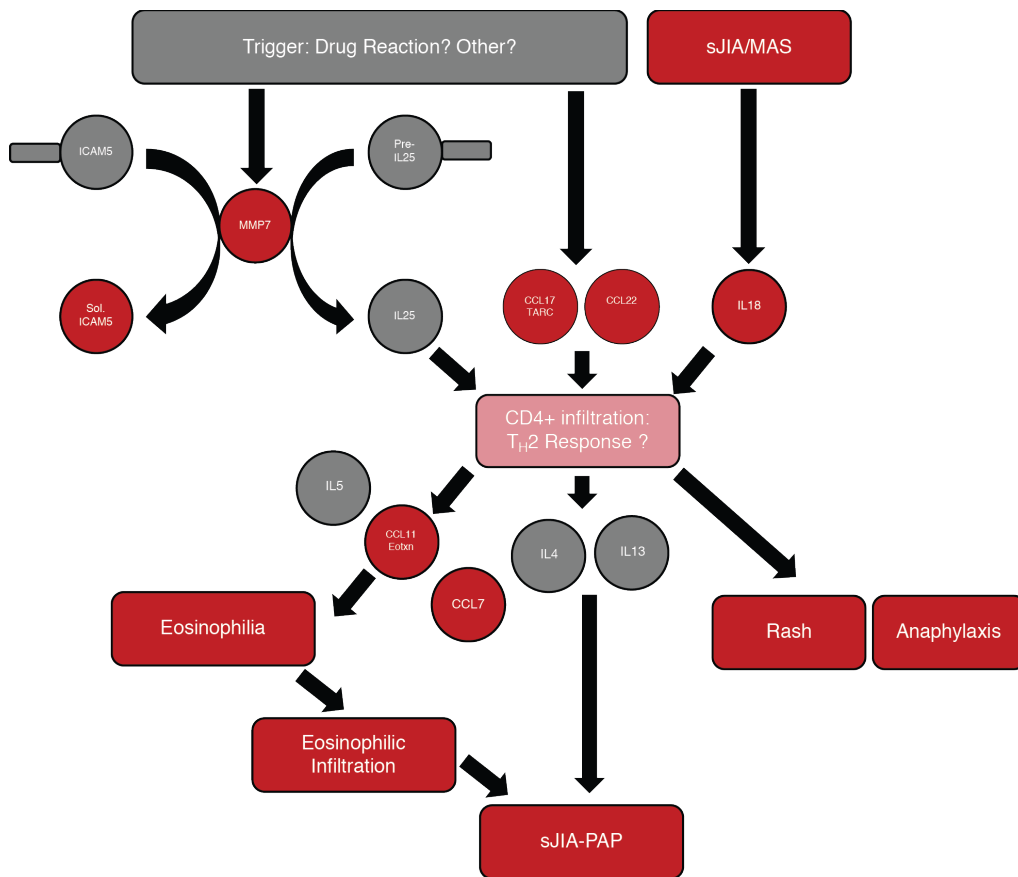 Trigger: Drug Reaction? Other?
sJIA/MAS
ICAM5
Pre-
IL25
MMP7
Sol.
ICAM5
IL25
CCL17
TARC
CCL22
IL18
CD4+ infiltration:
TH2 Response ?
IL5
CCL11
Eotxn
CCL7
IL4
IL13
Eosinophilia
Rash
Anaphylaxis
Eosinophilic
Infiltration
sJIA-PAP